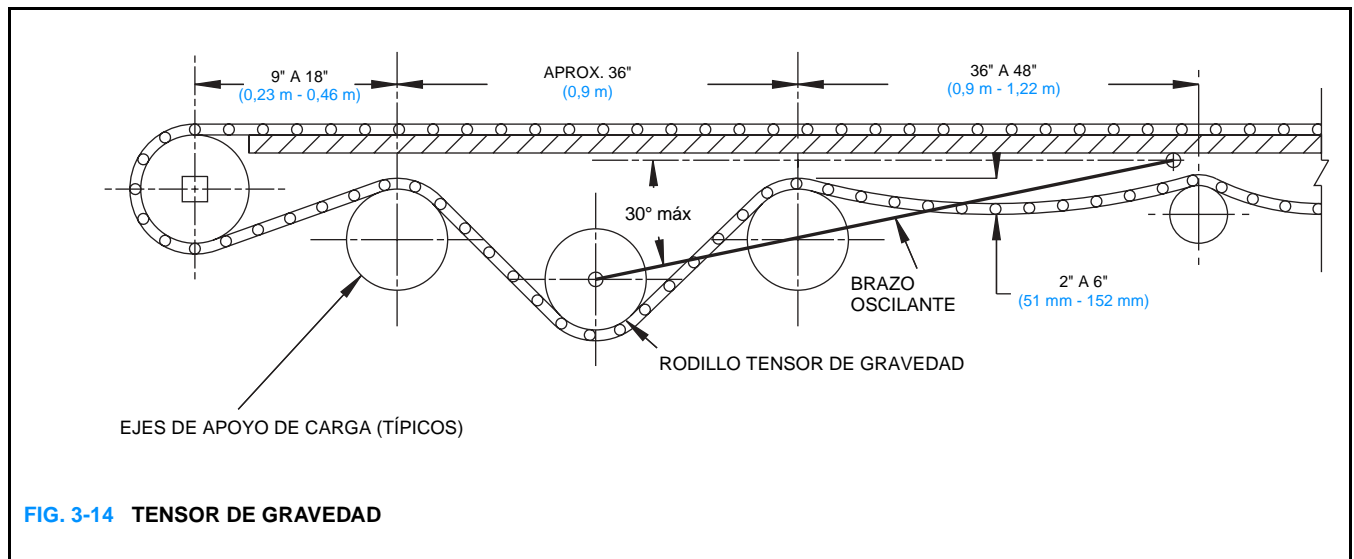 9" A 18"
(0,23 m - 0,46 m)
APROX. 36"
(0,9 m)
36" A 48"
(0,9 m - 1,22 m)
30° máx
BRAZO
OSCILANTE
2" A 6"
(51 mm - 152 mm)
RODILLO TENSOR DE GRAVEDAD
EJES DE APOYO DE CARGA (TÍPICOS)
FIG. 3-14 TENSOR DE GRAVEDAD